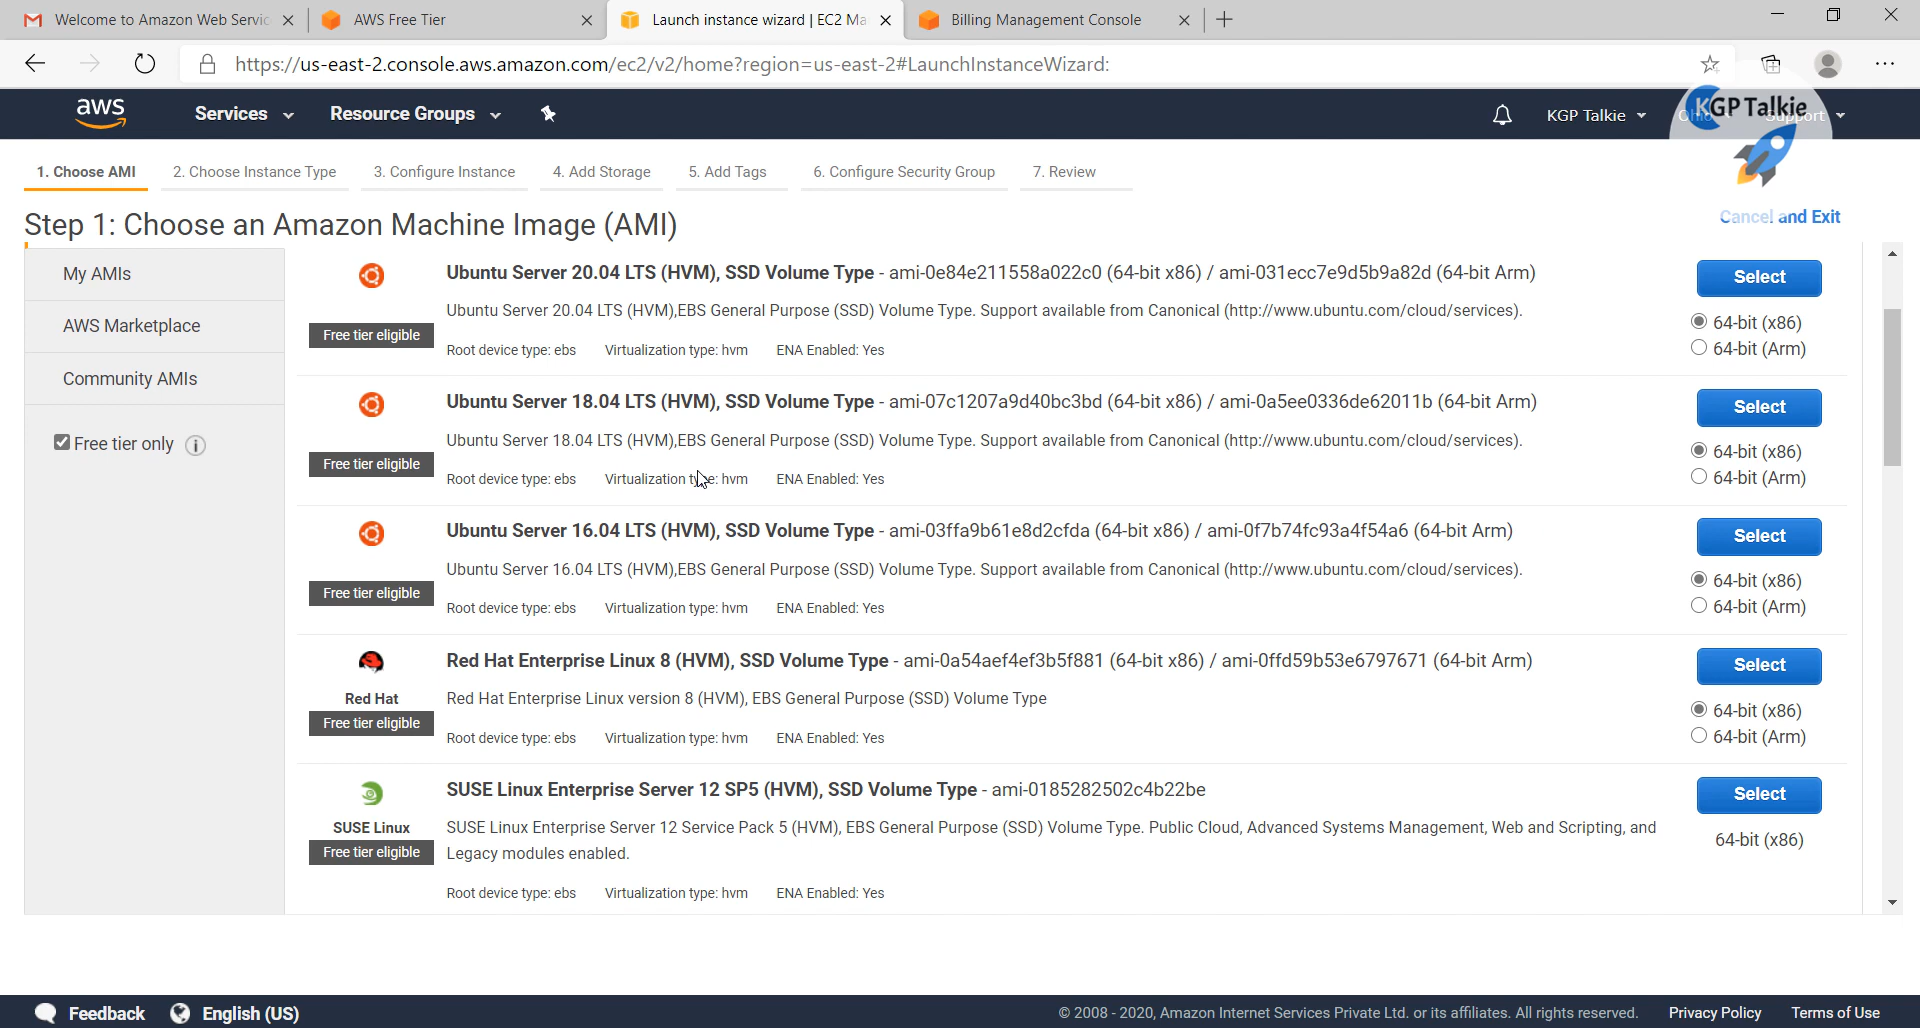 Welcome to Amazon Web Servic
AWS Free Tier
Launch instance wizard | EC2 Ma
Billing Management Console
https://us-east-2.console.aws.amazon.com/ec2/v2/home?region=us-east-2#LaunchInstanceWizard:
aws
Services
Resource Groups
KGP Talkie
Ohio
Support
KGP Talkie
1. Choose AMI
2. Choose Instance Type
3. Configure Instance
4. Add Storage
5. Add Tags
6. Configure Security Group
7. Review
Step 1: Choose an Amazon Machine Image (AMI)
Cancel and Exit
My AMIs
AWS Marketplace
Community AMIs
Free tier only
Ubuntu Server 20.04 LTS (HVM), SSD Volume Type - ami-0e84e211558a022c0 (64-bit x86) / ami-031ecc7e9d5b9a82d (64-bit Arm)
Select
Ubuntu Server 20.04 LTS (HVM),EBS General Purpose (SSD) Volume Type. Support available from Canonical (http://www.ubuntu.com/cloud/services).
Free tier eligible
64-bit (x86)
Root device type: ebs
Virtualization type: hvm
ENA Enabled: Yes
64-bit (Arm)
Ubuntu Server 18.04 LTS (HVM), SSD Volume Type - ami-07c1207a9d40bc3bd (64-bit x86) / ami-0a5ee0336de62011b (64-bit Arm)
Select
Ubuntu Server 18.04 LTS (HVM),EBS General Purpose (SSD) Volume Type. Support available from Canonical (http://www.ubuntu.com/cloud/services).
Free tier eligible
64-bit (x86)
Root device type: ebs
Virtualization type: hvm
ENA Enabled: Yes
64-bit (Arm)
Ubuntu Server 16.04 LTS (HVM), SSD Volume Type - ami-03ffa9b61e8d2cfda (64-bit x86) / ami-0f7b74fc93a4f54a6 (64-bit Arm)
Select
Ubuntu Server 16.04 LTS (HVM),EBS General Purpose (SSD) Volume Type. Support available from Canonical (http://www.ubuntu.com/cloud/services).
Free tier eligible
64-bit (x86)
Root device type: ebs
Virtualization type: hvm
ENA Enabled: Yes
64-bit (Arm)
Red Hat Enterprise Linux 8 (HVM), SSD Volume Type - ami-0a54aef4ef3b5f881 (64-bit x86) / ami-0ffd59b53e6797671 (64-bit Arm)
Select
Red Hat
Red Hat Enterprise Linux version 8 (HVM), EBS General Purpose (SSD) Volume Type
Free tier eligible
64-bit (x86)
Root device type: ebs
Virtualization type: hvm
ENA Enabled: Yes
64-bit (Arm)
SUSE Linux Enterprise Server 12 SP5 (HVM), SSD Volume Type - ami-0185282502c4b22be
Select
SUSE Linux
SUSE Linux Enterprise Server 12 Service Pack 5 (HVM), EBS General Purpose (SSD) Volume Type. Public Cloud, Advanced Systems Management, Web and Scripting, and
Legacy modules enabled.
Free tier eligible
64-bit (x86)
Root device type: ebs
Virtualization type: hvm
ENA Enabled: Yes
Feedback
English (US)
© 2008 - 2020, Amazon Internet Services Private Ltd. or its affiliates. All rights reserved.
Privacy Policy
Terms of Use